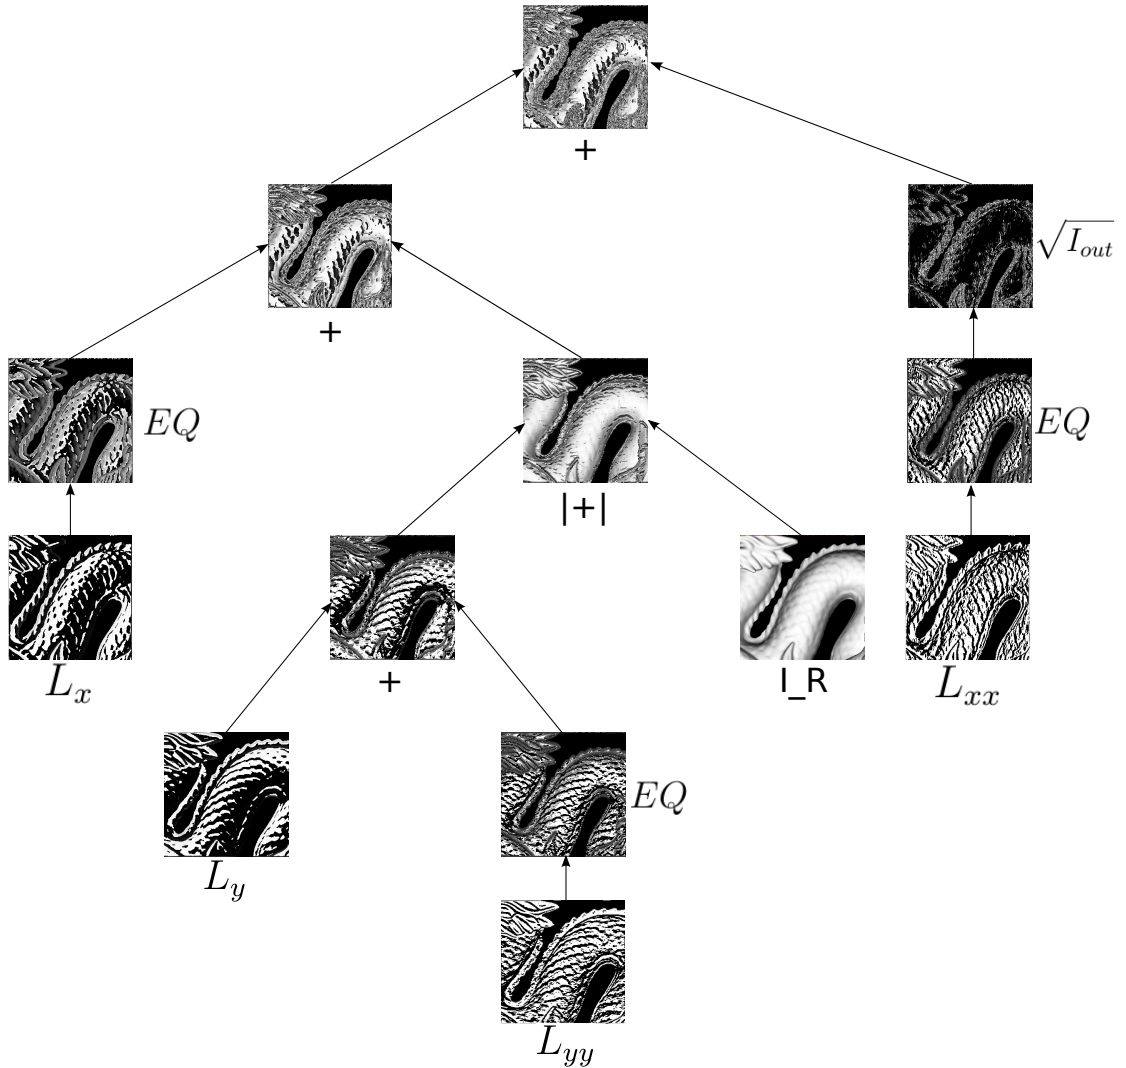 +
√I_out
+
EQ
EQ
|+|
L_x
+
I_R
L_xx
EQ
L_y
L_yy